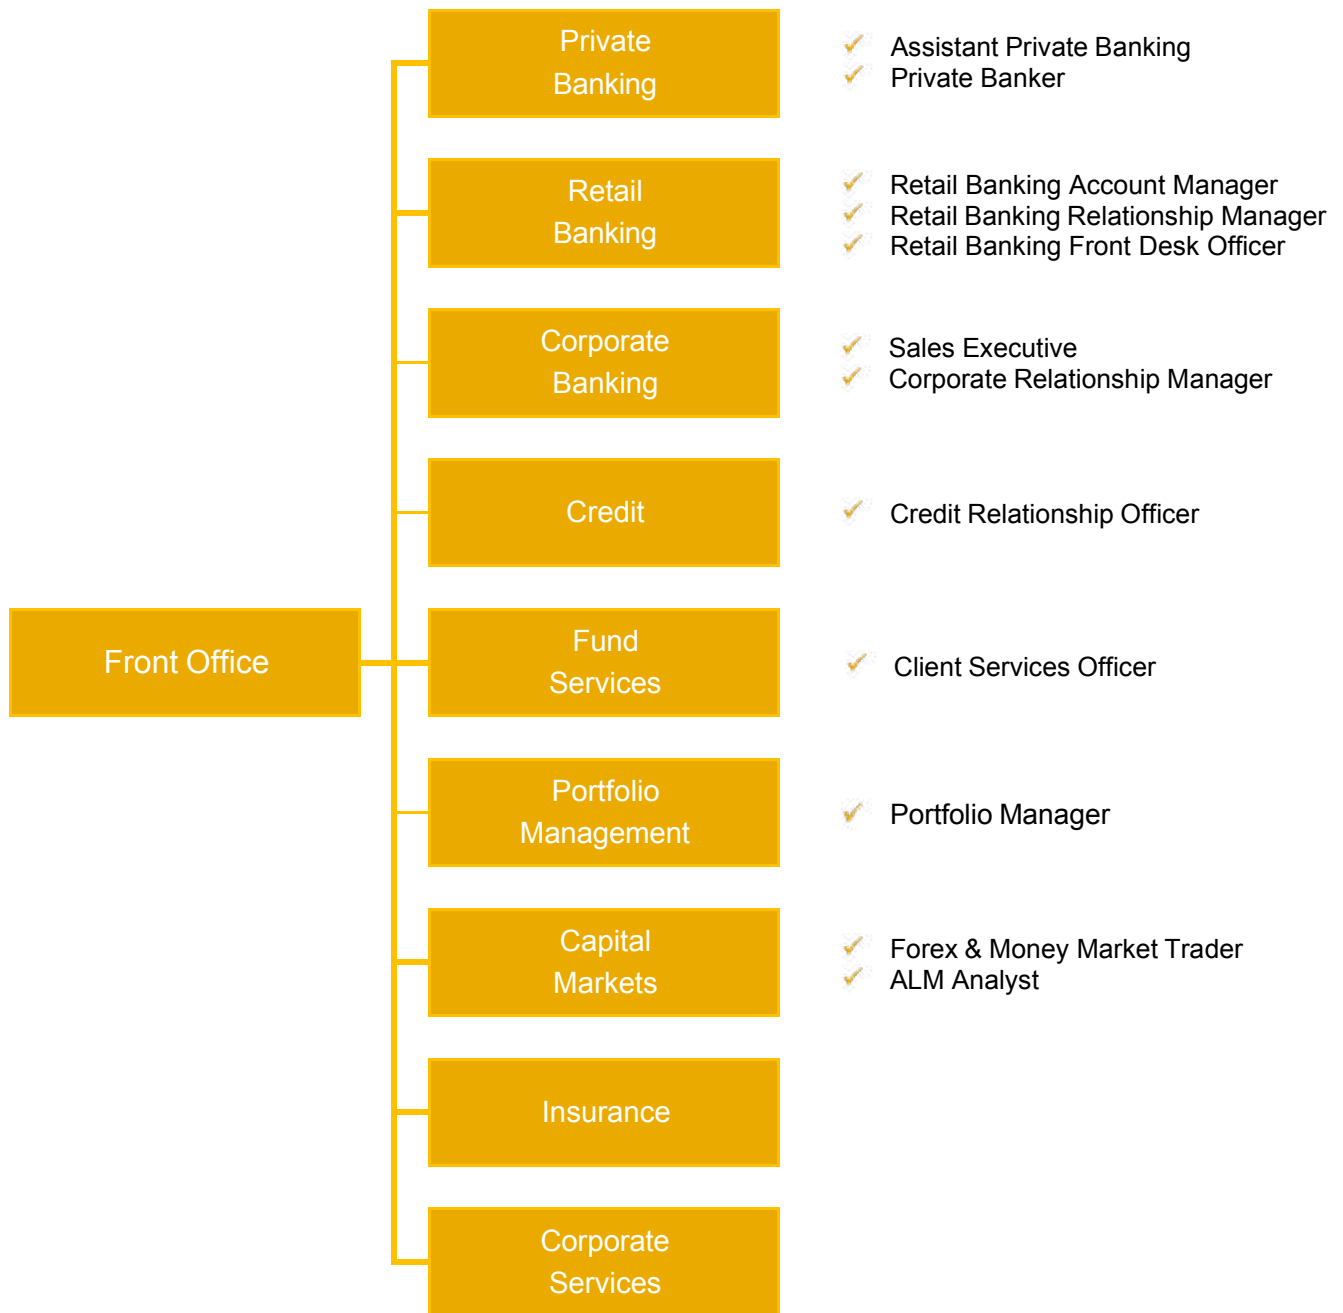 Private
Banking
Assistant Private Banking
Private Banker
Retail
Banking
Retail Banking Account Manager
Retail Banking Relationship Manager
Retail Banking Front Desk Officer
Corporate
Banking
Sales Executive
Corporate Relationship Manager
Credit
Credit Relationship Officer
Front Office
Fund
Services
Client Services Officer
Portfolio
Management
Portfolio Manager
Capital
Markets
Forex & Money Market Trader
ALM Analyst
Insurance
Corporate
Services